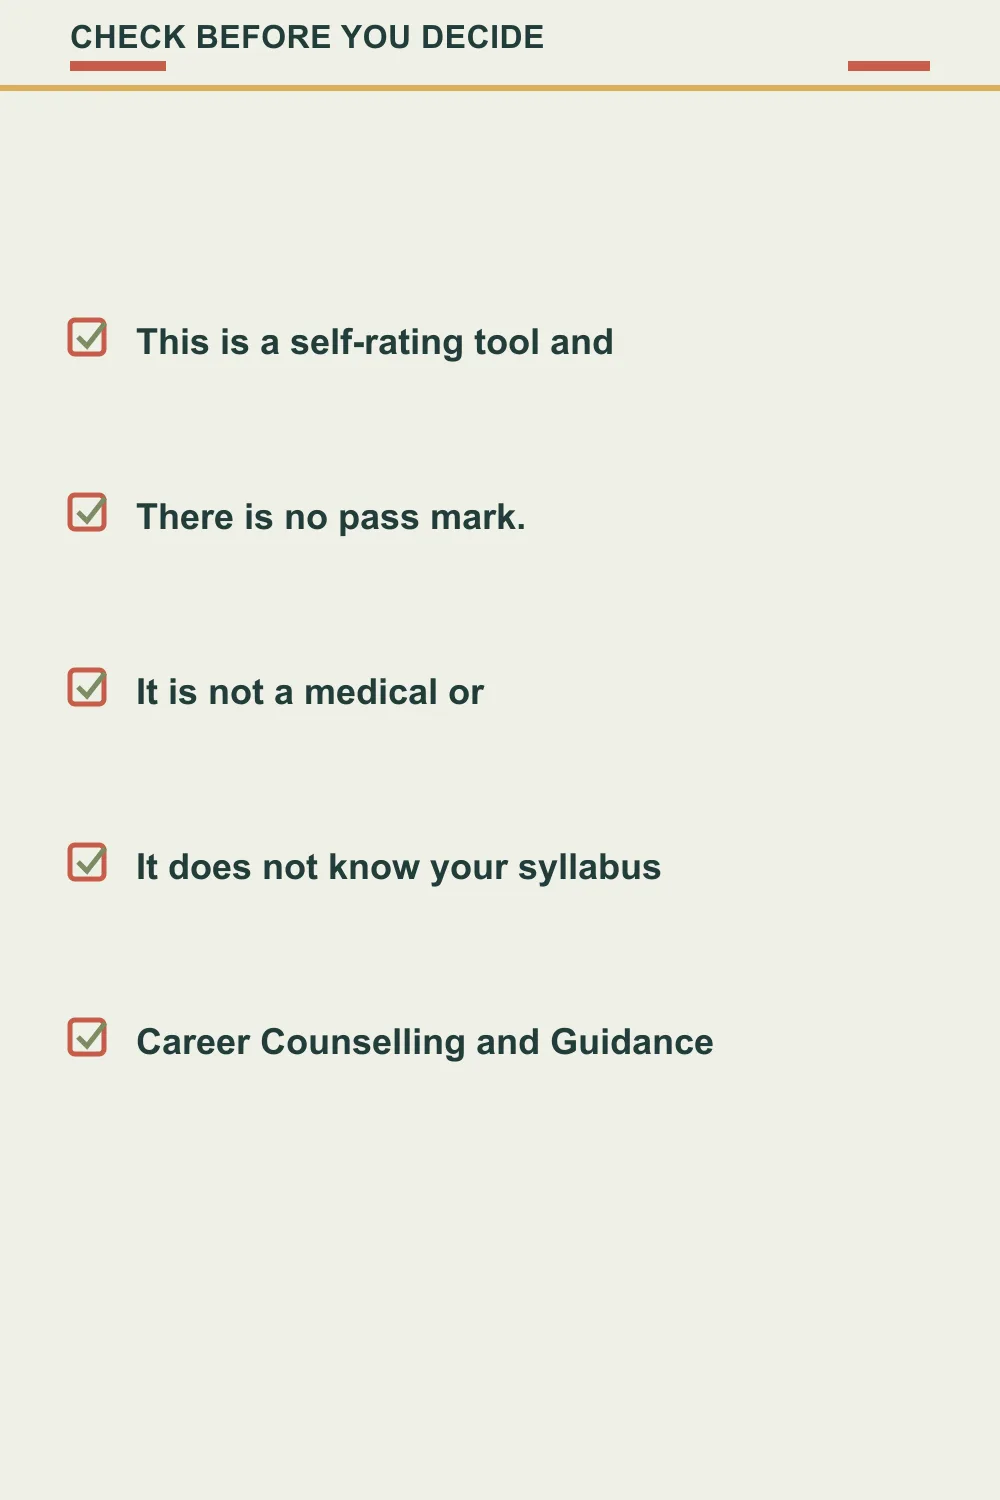 CHECK BEFORE YOU DECIDE
This is a self-rating tool and
There is no pass mark.
It is not a medical or
It does not know your syllabus
Career Counselling and Guidance